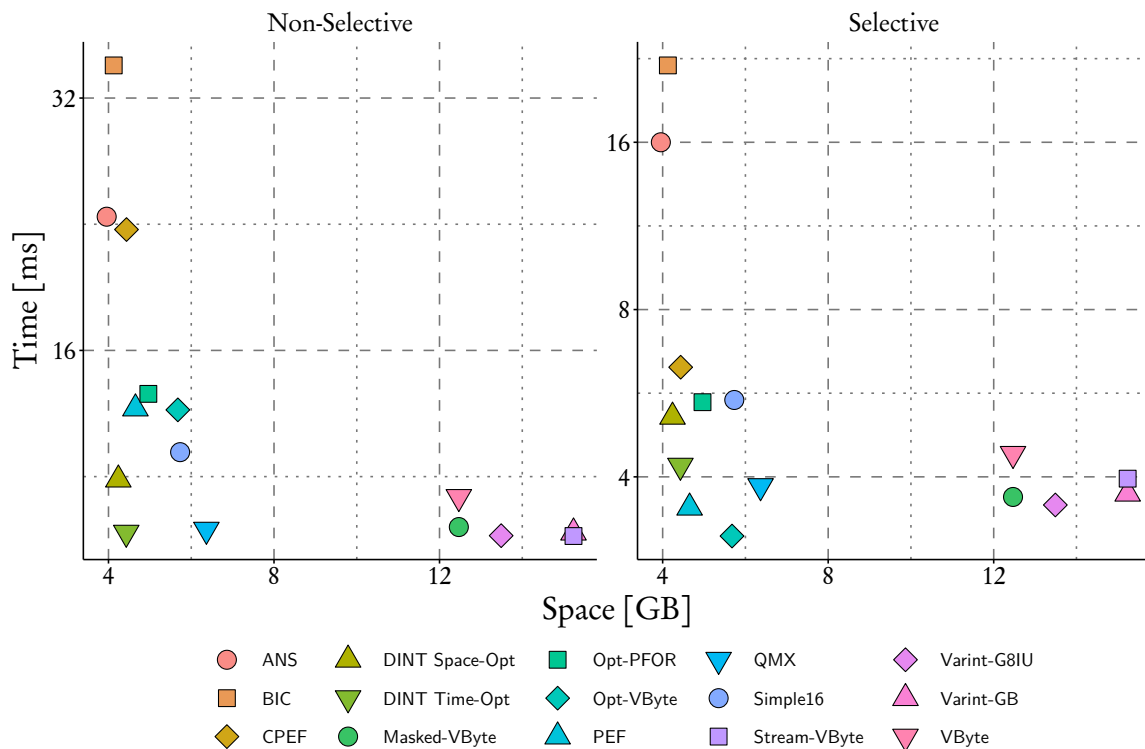 Non-Selective
Selective
Time [ms]
32
16
16
8
4
4
8
12
4
8
12
Space [GB]
ANS
DINT Space-Opt
Opt-PFOR
QMX
Varint-G8IU
BIC
DINT Time-Opt
Opt-VByte
Simple16
Varint-GB
CPEF
Masked-VByte
PEF
Stream-VByte
VByte